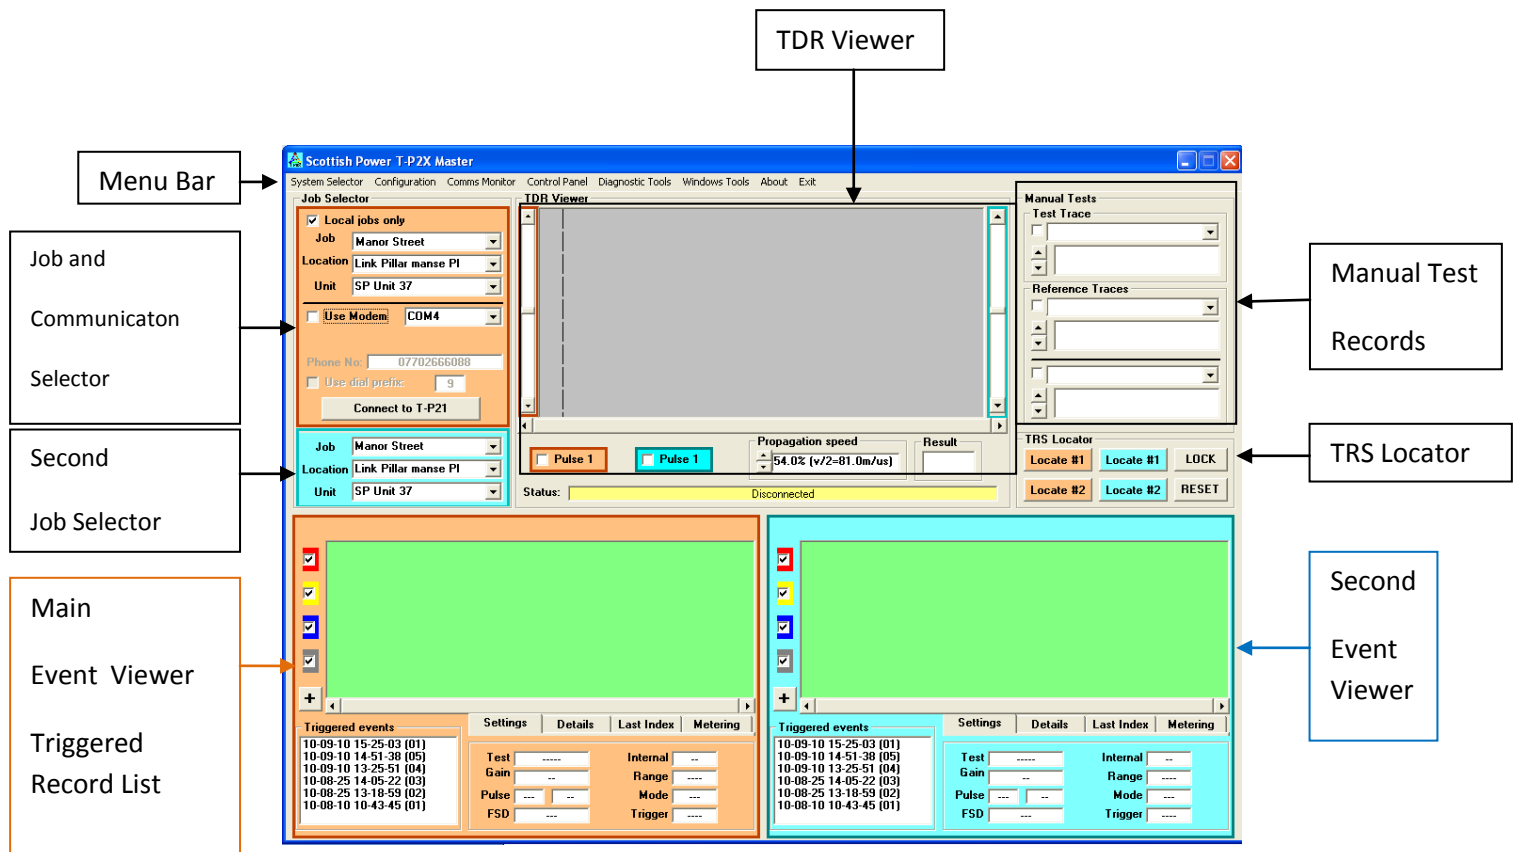 TDR Viewer
Menu Bar
Job and
Communicaton
Selector
Second
Job Selector
Main
Event Viewer
Triggered
Record List
Manual Test
Records
TRS Locator
Second
Event
Viewer
Scottish Power T-P2X Master
System Selector Configuration Comms Monitor Control Panel Diagnostic Tools Windows Tools About Exit
Job Selector
Local jobs only
Job Manor Street
Location Link Pillar manse Pl
Unit SP Unit 37
Use Modem COM4
Phone No: 07702666088
Use dial prefix: 9
Connect to T-P21
Job Manor Street
Location Link Pillar manse Pl
Unit SP Unit 37
TDR Viewer
Pulse 1
Pulse 1
Propagation speed
54.0% (v/2=81.0m/us)
Result
Status: Disconnected
Manual Tests
Test Trace
Reference Traces
TRS Locator
Locate #1 Locate #1 LOCK
Locate #2 Locate #2 RESET
+
Triggered events
10-09-10 15-25-03 (01)
10-09-10 14-51-38 (05)
10-09-10 13-25-51 (04)
10-08-25 14-05-22 (03)
10-08-25 13-18-59 (02)
10-08-10 10-43-45 (01)
Settings Details Last Index Metering
Test ----- Internal --
Gain -- Range ----
Pulse --- -- Mode ---
FSD --- Trigger ----
+
Triggered events
10-09-10 15-25-03 (01)
10-09-10 14-51-38 (05)
10-09-10 13-25-51 (04)
10-08-25 14-05-22 (03)
10-08-25 13-18-59 (02)
10-08-10 10-43-45 (01)
Settings Details Last Index Metering
Test ----- Internal --
Gain -- Range ----
Pulse --- -- Mode ---
FSD --- Trigger ----